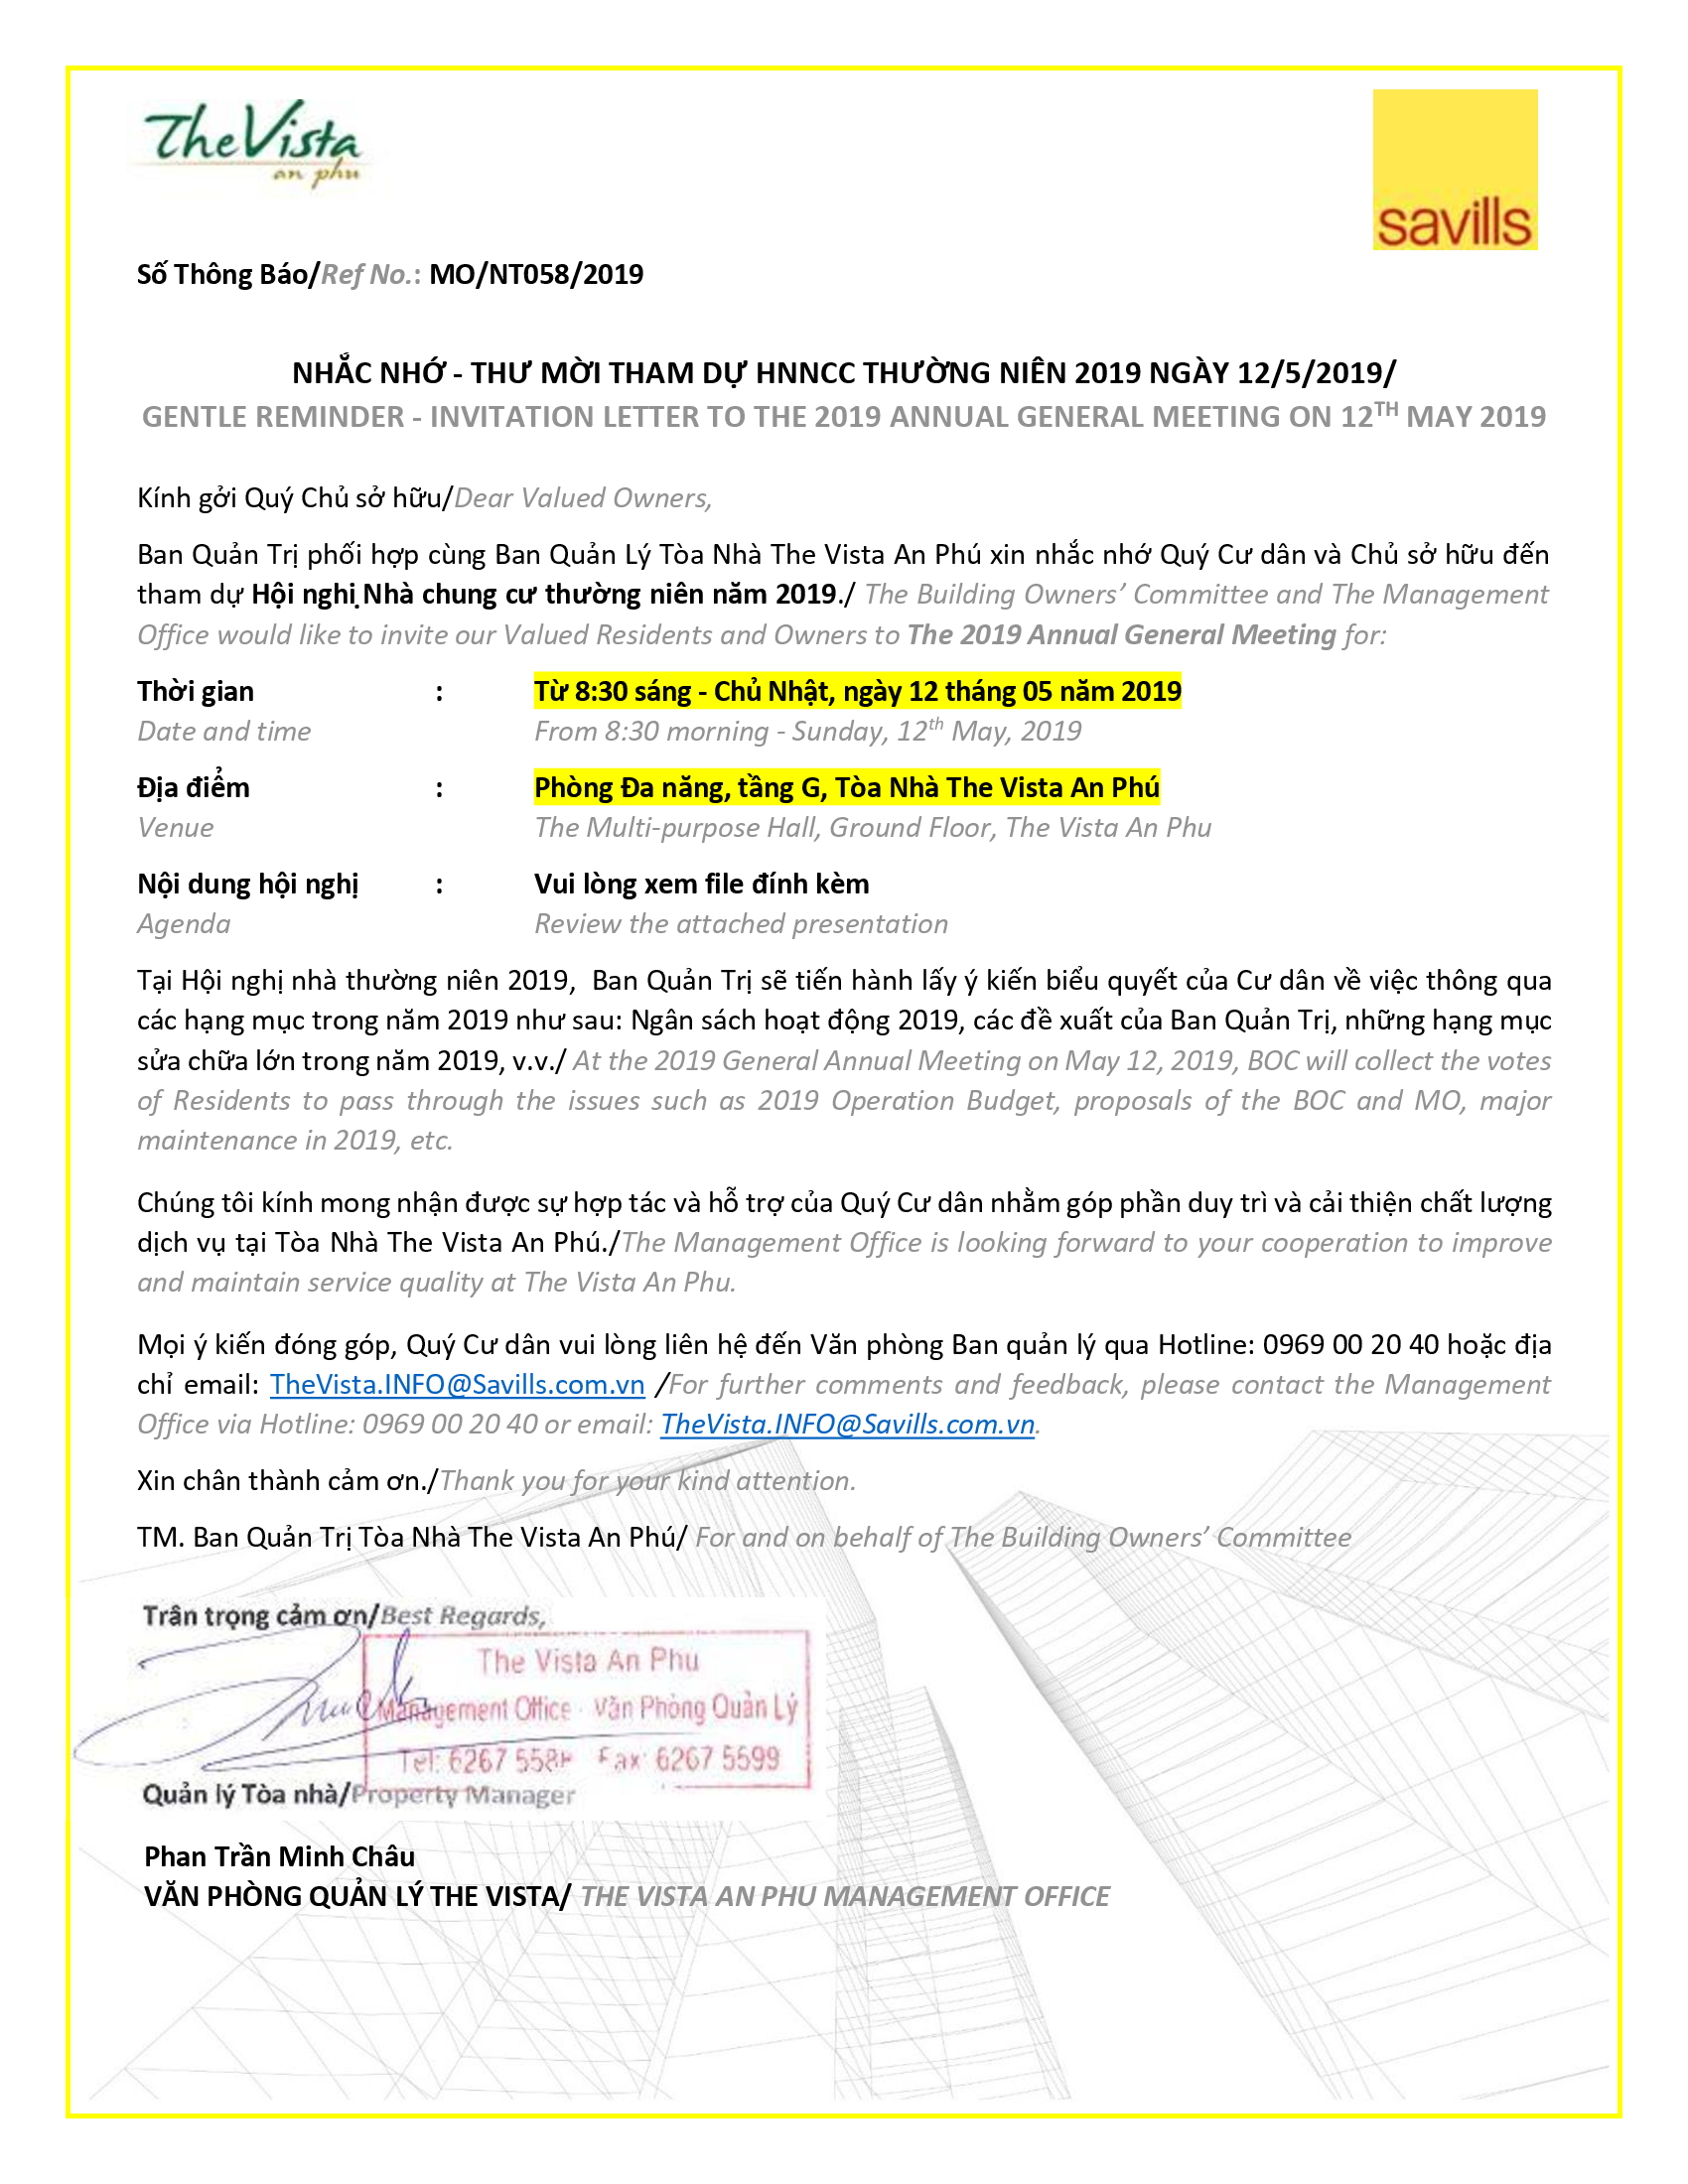 TheVista
an phu
savills
Số Thông Báo/Ref No.: MO/NT058/2019
NHẮC NHỚ - THƯ MỜI THAM DỰ HNNCC THƯỜNG NIÊN 2019 NGÀY 12/5/2019/
GENTLE REMINDER - INVITATION LETTER TO THE 2019 ANNUAL GENERAL MEETING ON 12TH MAY 2019
Kính gởi Quý Chủ sở hữu/Dear Valued Owners,
Ban Quản Trị phối hợp cùng Ban Quản Lý Tòa Nhà The Vista An Phú xin nhắc nhớ Quý Cư dân và Chủ sở hữu đến
tham dự Hội nghị Nhà chung cư thường niên năm 2019./ The Building Owners’ Committee and The Management
Office would like to invite our Valued Residents and Owners to The 2019 Annual General Meeting for:
Thời gian : Từ 8:30 sáng - Chủ Nhật, ngày 12 tháng 05 năm 2019
Date and time From 8:30 morning - Sunday, 12th May, 2019
Địa điểm : Phòng Đa năng, tầng G, Tòa Nhà The Vista An Phú
Venue The Multi-purpose Hall, Ground Floor, The Vista An Phu
Nội dung hội nghị : Vui lòng xem file đính kèm
Agenda Review the attached presentation
Tại Hội nghị nhà thường niên 2019, Ban Quản Trị sẽ tiến hành lấy ý kiến biểu quyết của Cư dân về việc thông qua
các hạng mục trong năm 2019 như sau: Ngân sách hoạt động 2019, các đề xuất của Ban Quản Trị, những hạng mục
sửa chữa lớn trong năm 2019, v.v./ At the 2019 General Annual Meeting on May 12, 2019, BOC will collect the votes
of Residents to pass through the issues such as 2019 Operation Budget, proposals of the BOC and MO, major
maintenance in 2019, etc.
Chúng tôi kính mong nhận được sự hợp tác và hỗ trợ của Quý Cư dân nhằm góp phần duy trì và cải thiện chất lượng
dịch vụ tại Tòa Nhà The Vista An Phú./The Management Office is looking forward to your cooperation to improve
and maintain service quality at The Vista An Phu.
Mọi ý kiến đóng góp, Quý Cư dân vui lòng liên hệ đến Văn phòng Ban quản lý qua Hotline: 0969 00 20 40 hoặc địa
chỉ email: TheVista.INFO@Savills.com.vn /For further comments and feedback, please contact the Management
Office via Hotline: 0969 00 20 40 or email: TheVista.INFO@Savills.com.vn.
Xin chân thành cảm ơn./Thank you for your kind attention.
TM. Ban Quản Trị Tòa Nhà The Vista An Phú/ For and on behalf of The Building Owners’ Committee
Trân trọng cảm ơn/Best Regards,
The Vista An Phu
Management Office - Văn Phòng Quản Lý
Tel: 6267 Fax: 6267 5599
Quản lý Tòa nhà/Property Manager
Phan Trần Minh Châu
VĂN PHÒNG QUẢN LÝ THE VISTA/ THE VISTA AN PHU MANAGEMENT OFFICE